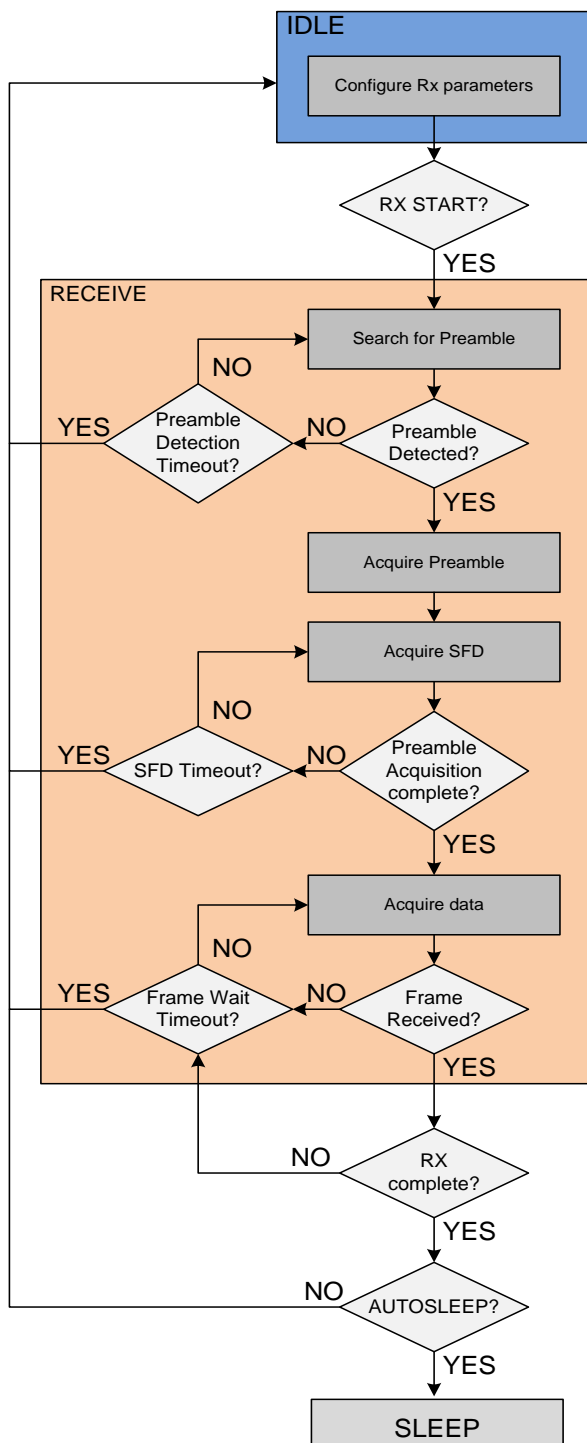 IDLE
Configure Rx parameters
RX START?
YES
RECEIVE
Search for Preamble
NO
YES
Preamble
Detection
Timeout?
NO
Preamble
Detected?
YES
Acquire Preamble
Acquire SFD
NO
YES
SFD Timeout?
NO
Preamble
Acquisition
complete?
YES
Acquire data
NO
YES
Frame Wait
Timeout?
NO
Frame
Received?
YES
NO
RX
complete?
YES
NO
AUTOSLEEP?
YES
SLEEP